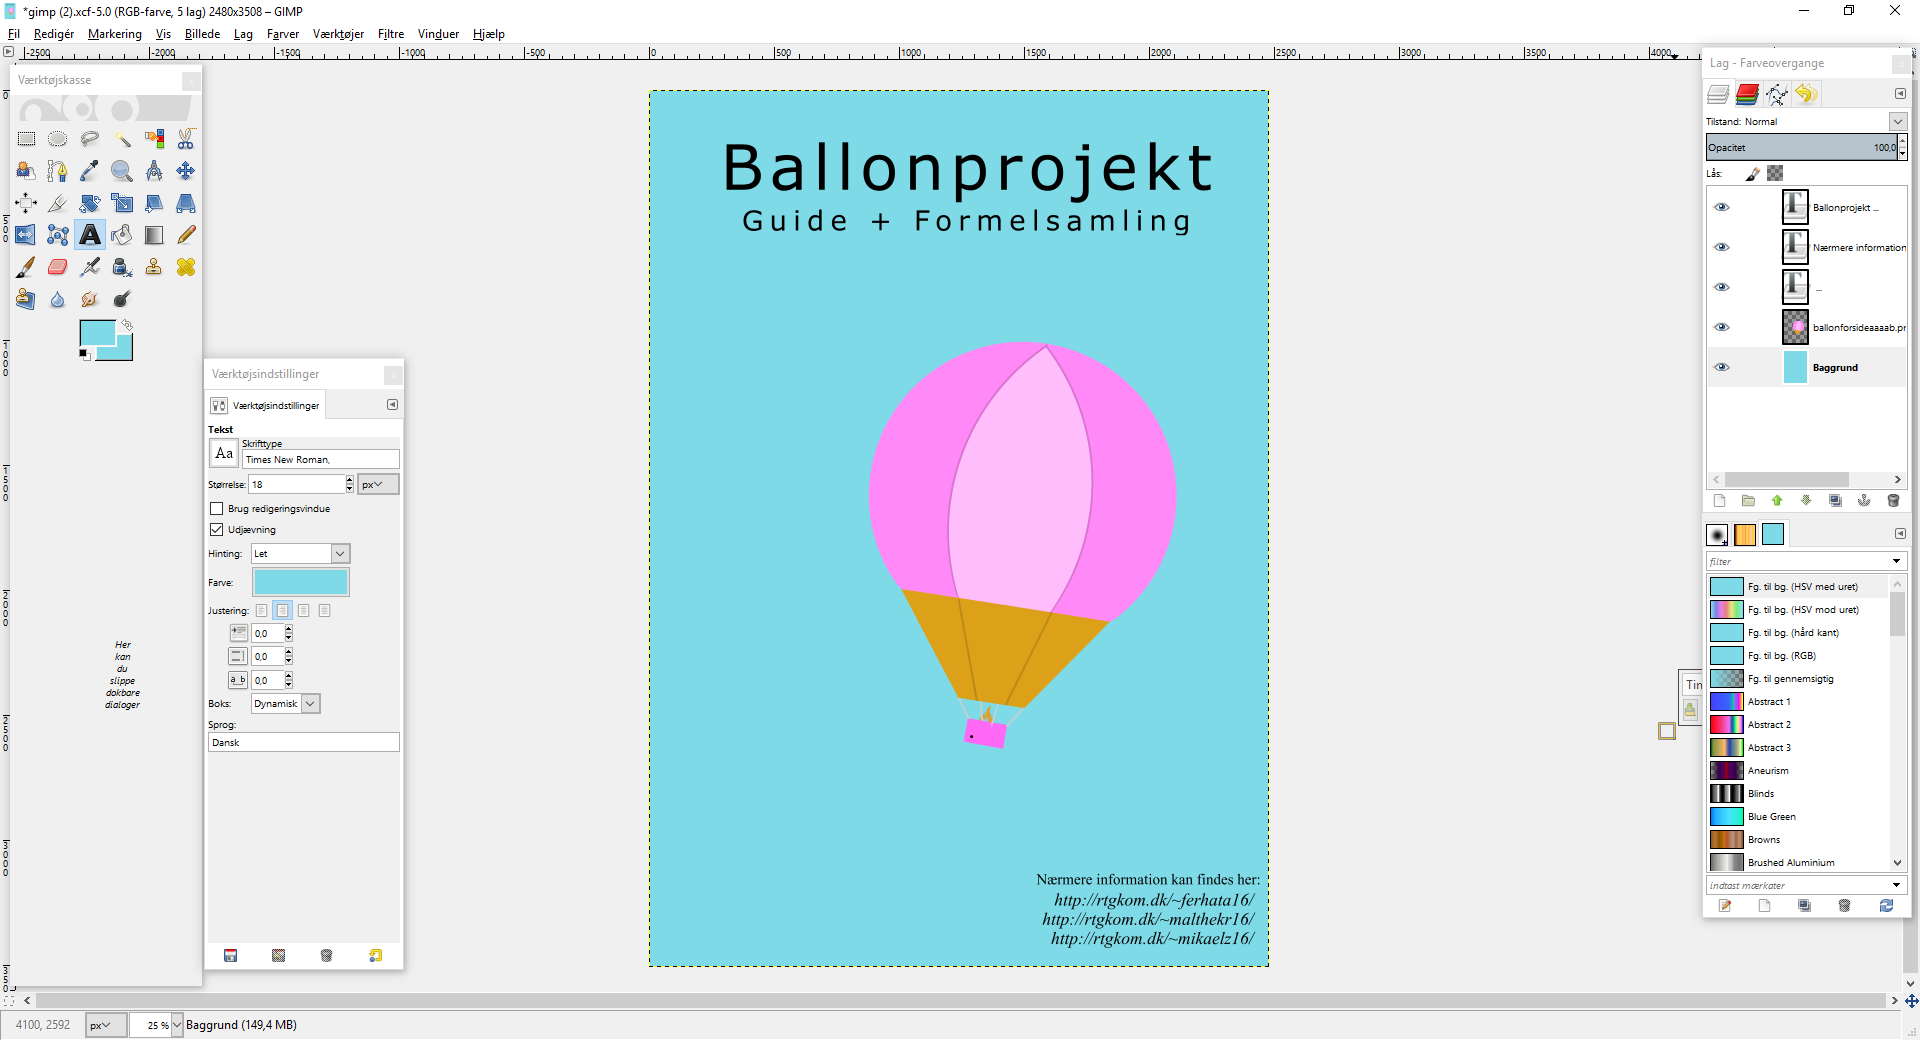 *gimp (2).xcf-5.0 (RGB-farve, 5 lag) 2480x3508 – GIMP
Fil Redigér Markering Vis Billede Lag Farver Værktøjer Filtre Vinduer Hjælp
-2500 -2000 -1500 -1000 -500 0 500 1000 1500 2000 2500 3000 3500 4000
0
500
1000
1500
2000
2500
3000
350
Værktøjskasse
Her
kan
du
slippe
dokbare
dialoger
Værktøjsindstillinger
Værktøjsindstillinger
Tekst
Aa
Skrifttype
Times New Roman,
Størrelse: 18 px
Brug redigeringsvindue
Udjævning
Hinting: Let
Farve:
Justering:
0,0
0,0
a b 0,0
Boks: Dynamisk
Sprog:
Dansk
Ballonprojekt
Guide + Formelsamling
Nærmere information kan findes her:
http://rtgkom.dk/~ferhata16/
http://rtgkom.dk/~malthekr16/
http://rtgkom.dk/~mikaelz16/
Tin
Lag - Farveovergange
Tilstand: Normal
Opacitet 100,0
Lås:
Ballonprojekt ...
Nærmere information
...
ballonforsideaaaab.pr
Baggrund
filter
Fg. til bg. (HSV med uret)
Fg. til bg. (HSV mod uret)
Fg. til bg. (hård kant)
Fg. til bg. (RGB)
Fg. til gennemsigtig
Abstract 1
Abstract 2
Abstract 3
Aneurism
Blinds
Blue Green
Browns
Brushed Aluminium
indtast mærkater
4100, 2592 px 25 % Baggrund (149,4 MB)